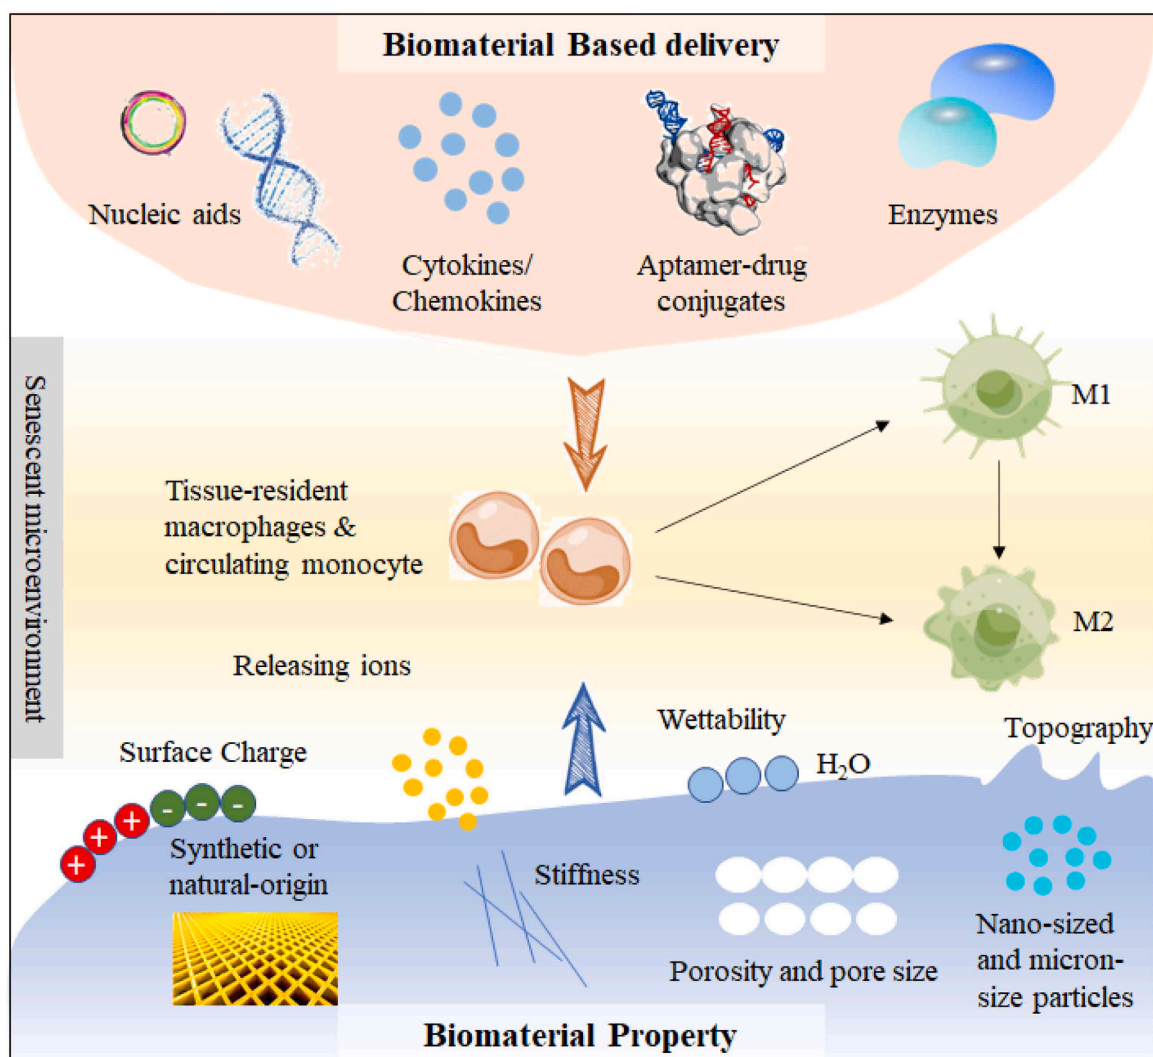 Biomaterial Based delivery
Nucleic aids
Cytokines/
Chemokines
Aptamer-drug
conjugates
Enzymes
Senescent microenvironment
M1
Tissue-resident
macrophages &
circulating monocyte
M2
Releasing ions
Wettability
Topography
Surface Charge
H₂O
+ + + - - -
Synthetic or
natural-origin
Stiffness
Porosity and pore size
Nano-sized
and micron-
size particles
Biomaterial Property